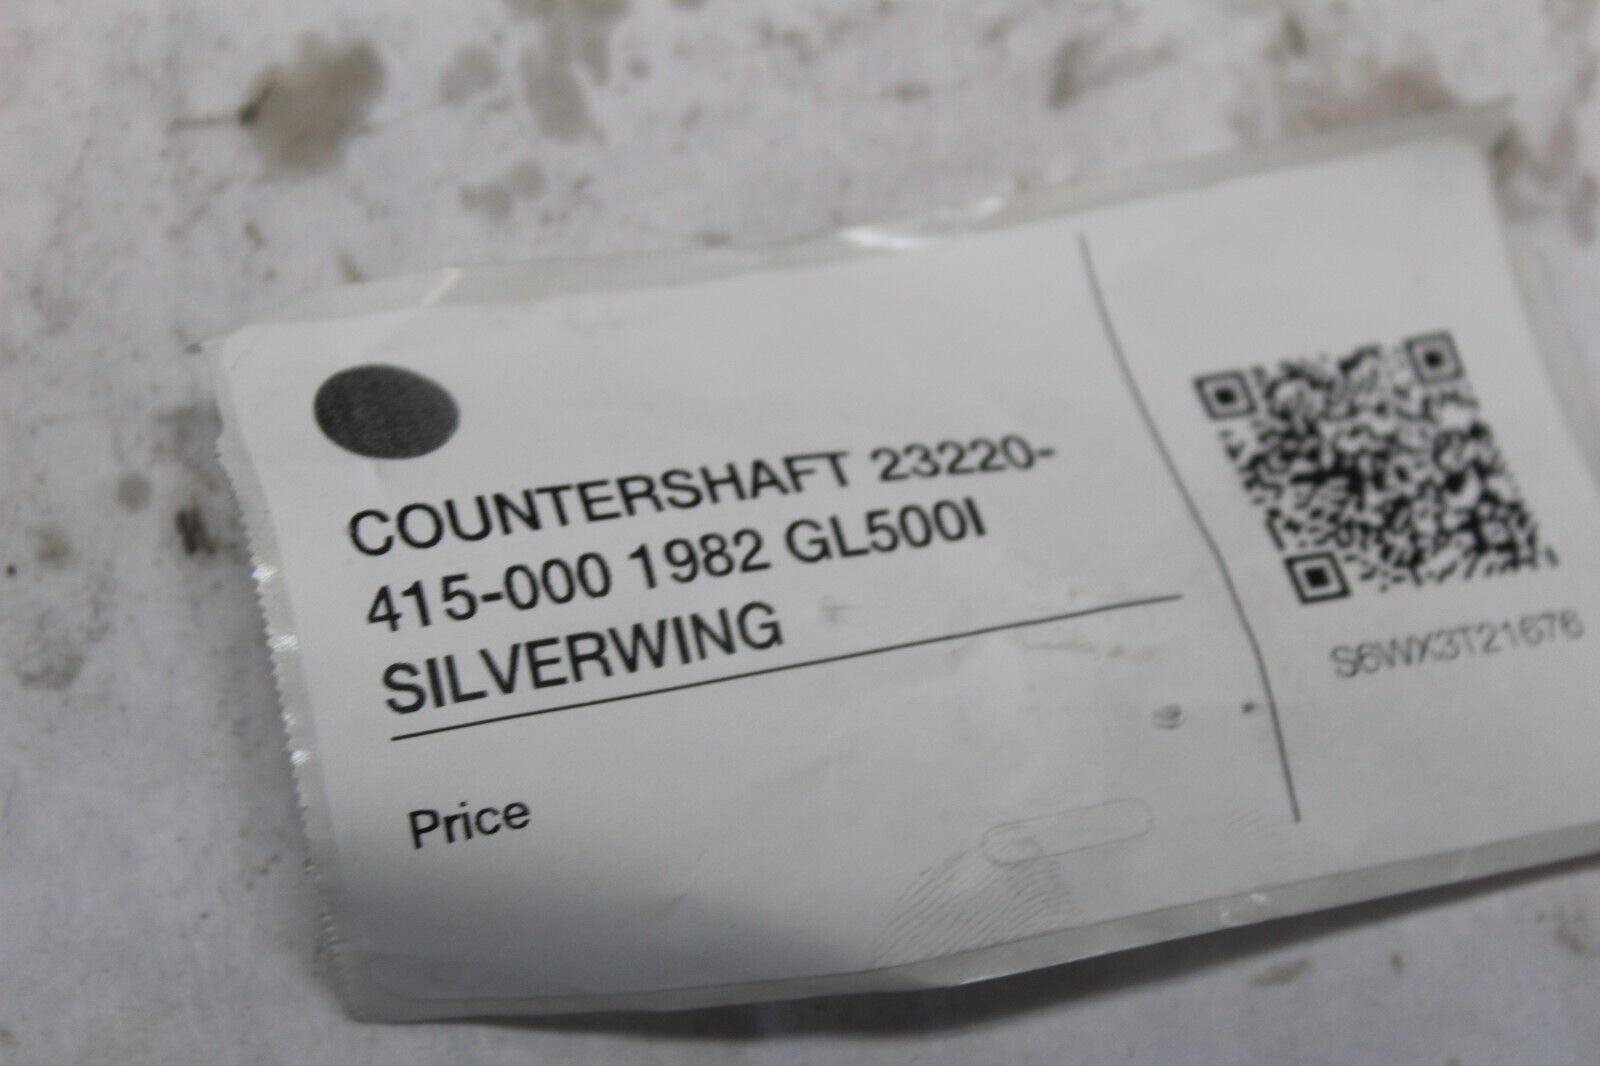 COUNTERSHAFT 23220-
415-000 1982 GL500I
SILVERWING
Price
S6WX3T21676